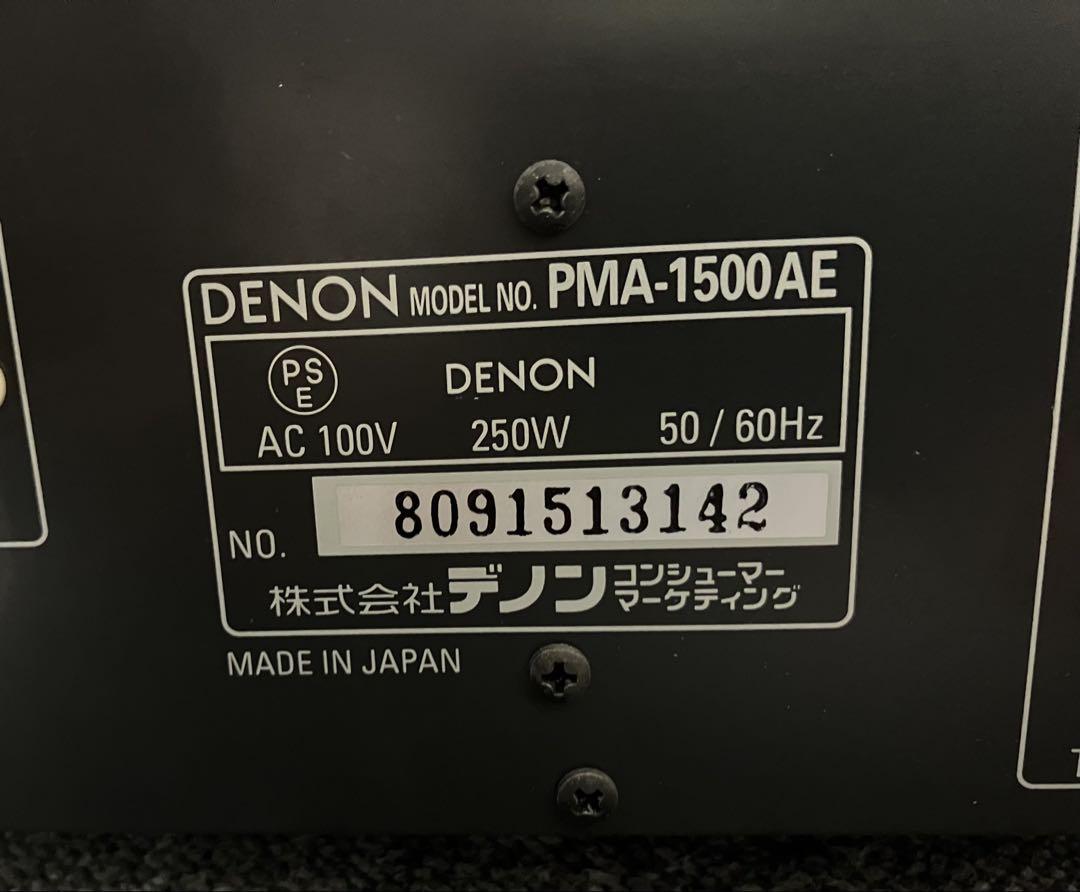 DENON MODEL NO. PMA-1500AE
PS
E
DENON
AC 100V 250W 50 / 60Hz
NO. 8091513142
株式会社デノン コンシューマー
マーケティング
MADE IN JAPAN